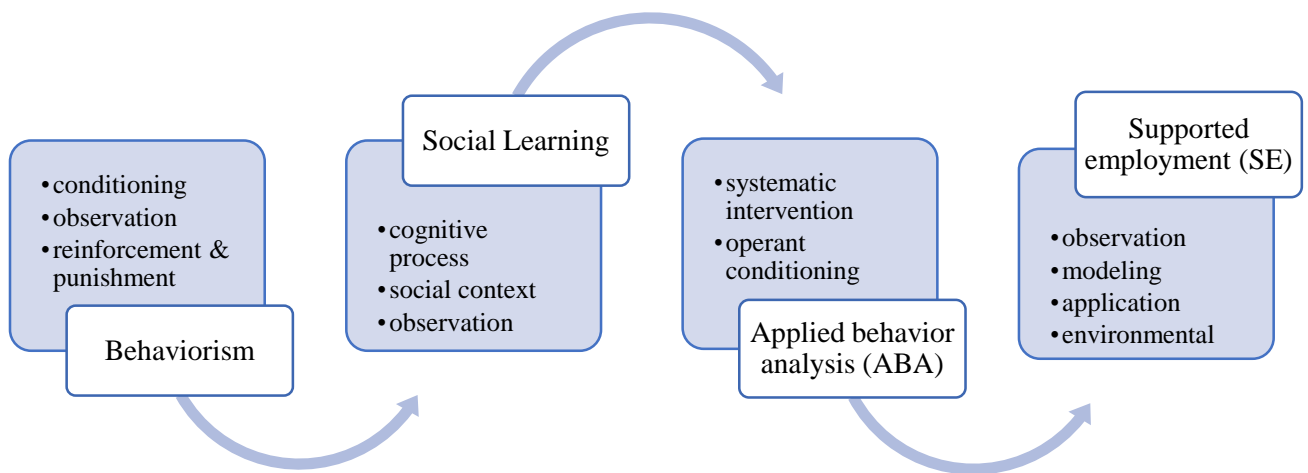 • conditioning
• observation
• reinforcement &
punishment
Behaviorism
Social Learning
• cognitive
process
• social context
• observation
• systematic
intervention
• operant
conditioning
Applied behavior
analysis (ABA)
Supported
employment (SE)
• observation
• modeling
• application
• environmental